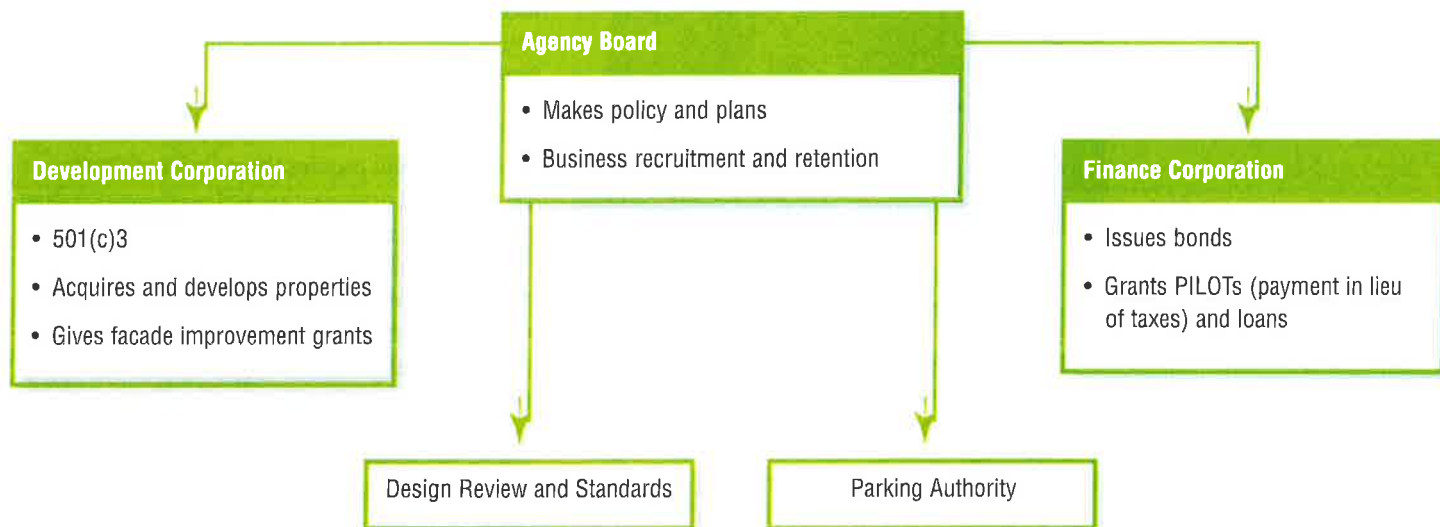 Agency Board
• Makes policy and plans
• Business recruitment and retention
Development Corporation
• 501(c)3
• Acquires and develops properties
• Gives facade improvement grants
Finance Corporation
• Issues bonds
• Grants PILOTs (payment in lieu
of taxes) and loans
Design Review and Standards
Parking Authority